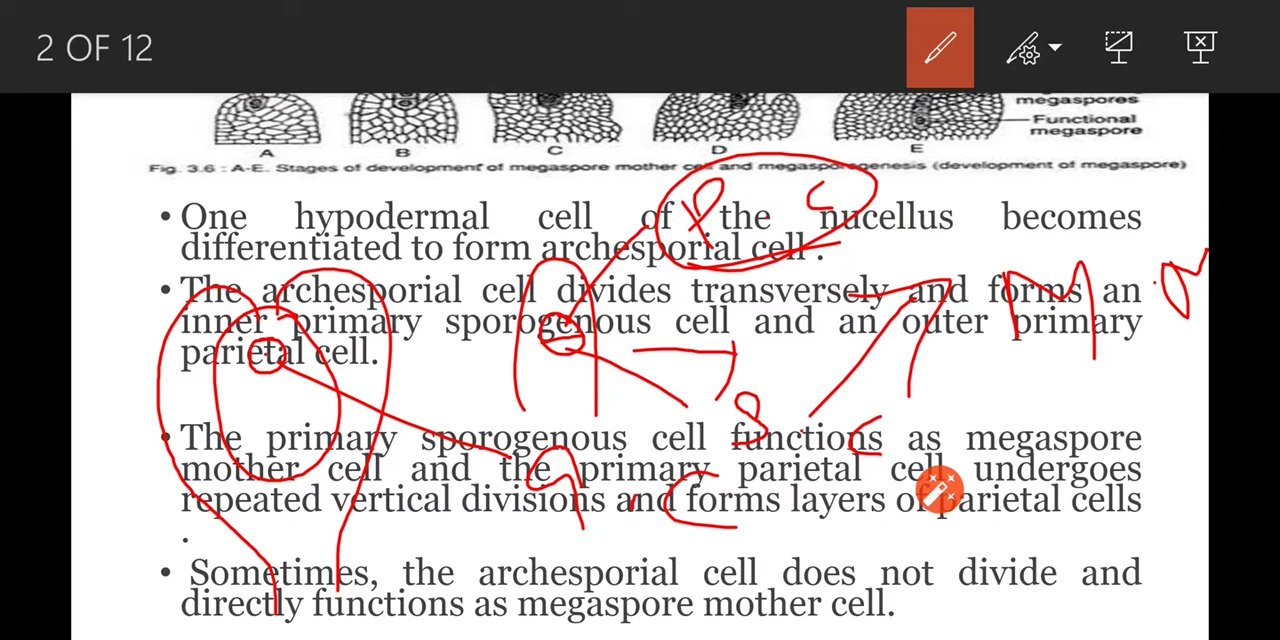 2 OF 12
megaspores
Functional
megaspore
A B C D E
Fig. 3.6 : A-E. Stages of development of megaspore mother cell and megasporogenesis (development of megaspore)
• One hypodermal cell of the nucellus becomes
differentiated to form archesporial cell .
P C
• The archesporial cell divides transversely and forms an
inner primary sporogenous cell and an outer primary
parietal cell.
M
S C
• The primary sporogenous cell functions as megaspore
mother cell and the primary parietal cell undergoes
repeated vertical divisions and forms layers of parietal cells
.
• Sometimes, the archesporial cell does not divide and
directly functions as megaspore mother cell.